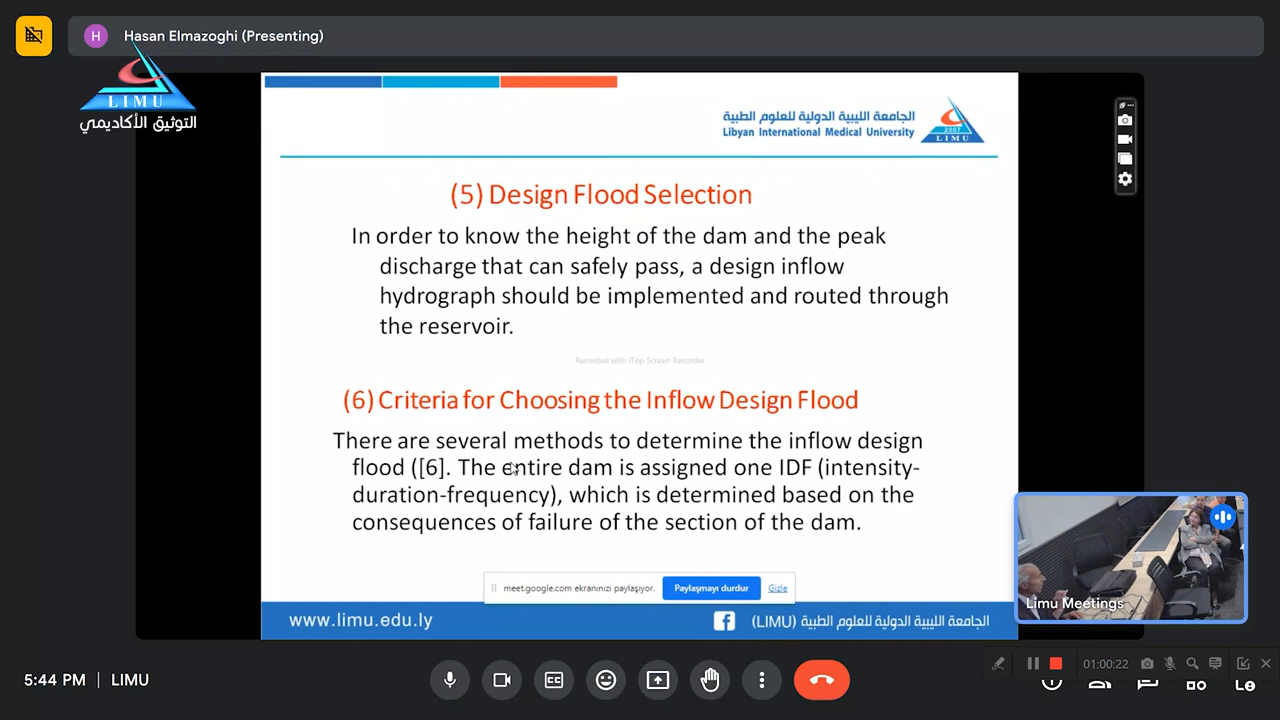 H
Hasan Elmazoghi (Presenting)
LIMU
التوثيق الأكاديمي
الجامعة الليبية الدولية للعلوم الطبية
Libyan International Medical University
2007
LIMU
(5) Design Flood Selection
In order to know the height of the dam and the peak
discharge that can safely pass, a design inflow
hydrograph should be implemented and routed through
the reservoir.
Recorded with iTop Screen Recorder
(6) Criteria for Choosing the Inflow Design Flood
There are several methods to determine the inflow design
flood ([6]. The entire dam is assigned one IDF (intensity-
duration-frequency), which is determined based on the
consequences of failure of the section of the dam.
meet.google.com ekranınızı paylaşıyor.
Paylaşmayı durdur
Gizle
www.limu.edu.ly
الجامعة الليبية الدولية للعلوم الطبية (LIMU)
Limu Meetings
01:00:22
5:44 PM | LIMU